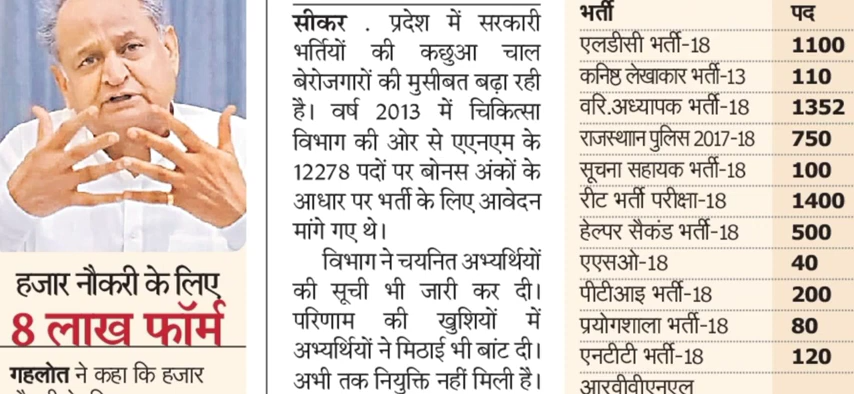 हजार नौकरी के लिए
8 लाख फॉर्म
गहलोत ने कहा कि हजार
सीकर . प्रदेश में सरकारी
भर्तियों की कछुआ चाल
बेरोजगारों की मुसीबत बढ़ा रही
है। वर्ष 2013 में चिकित्सा
विभाग की ओर से एएनएम के
12278 पदों पर बोनस अंकों के
आधार पर भर्ती के लिए आवेदन
मांगे गए थे।
विभाग ने चयनित अभ्यर्थियों
की सूची भी जारी कर दी।
परिणाम की खुशियों में
अभ्यर्थियों ने मिठाई भी बांट दी।
अभी तक नियुक्ति नहीं मिली है।
भर्ती पद
एलडीसी भर्ती-18 1100
कनिष्ठ लेखाकार भर्ती-13 110
वरि.अध्यापक भर्ती-18 1352
राजस्थाान पुलिस 2017-18 750
सूचना सहायक भर्ती-18 100
रीट भर्ती परीक्षा-18 1400
हेल्पर सैकंड भर्ती-18 500
एएसओ-18 40
पीटीआइ भर्ती-18 200
प्रयोगशाला भर्ती-18 80
एनटीटी भर्ती-18 120
आरवीवीएनएल